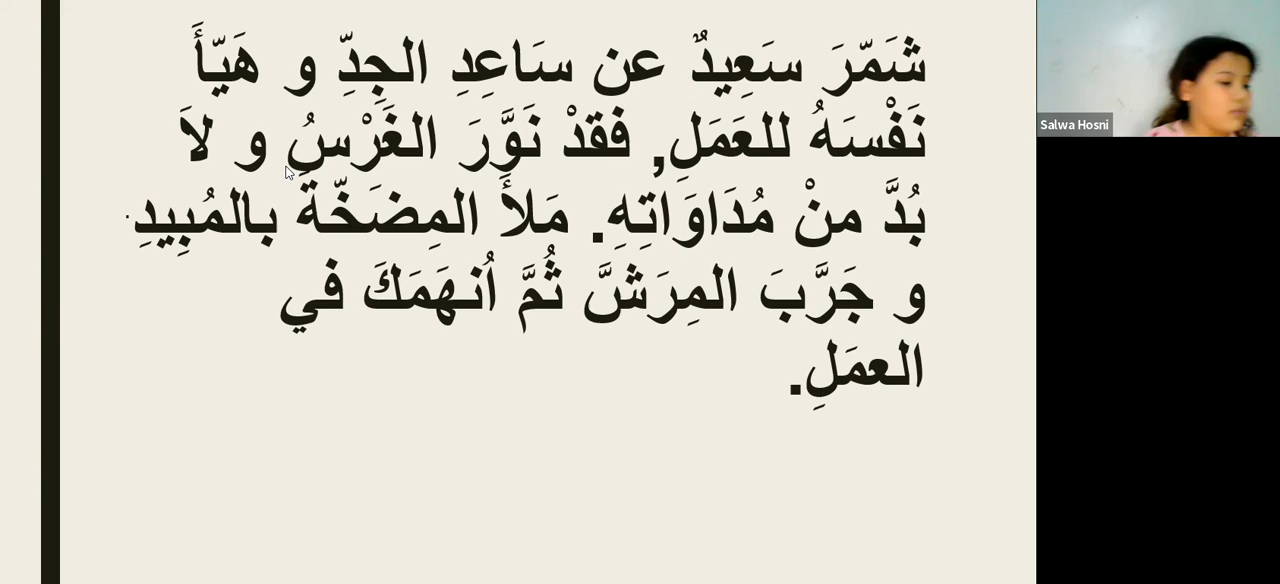 شَمّرَ سَعِيدٌ عن سَاعِدِ الجِدِّ و هَيّأَ
نَفْسَهُ للعَمَلِ, فقدْ نَوَّرَ الغَرْسُ و لاَ
بُدَّ منْ مُدَاوَاتِهِ. مَلأَ المِضَخّةَ بالمُبِيدِ
و جَرَّبَ المِرَشَّ ثُمَّ اُنهَمَكَ في
العمَلِ.
Salwa Hosni